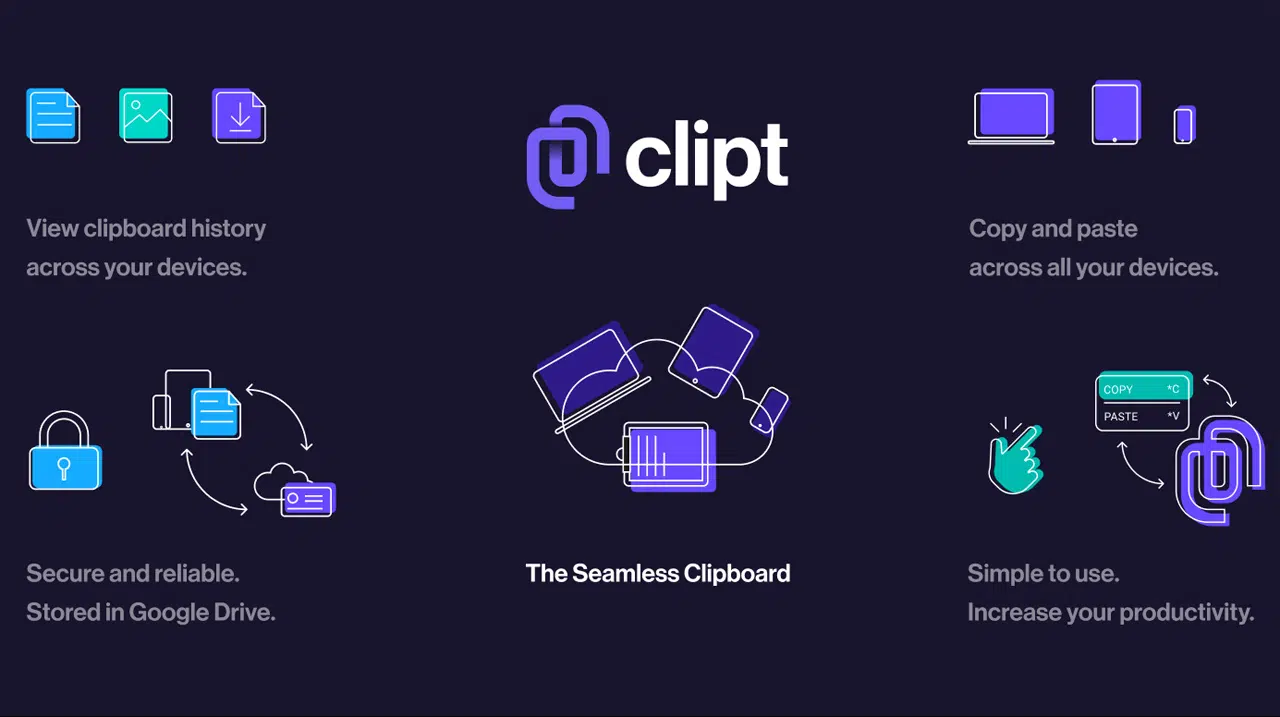 clipt
View clipboard history
across your devices.
Copy and paste
across all your devices.
COPY *C
PASTE *V
Secure and reliable.
Stored in Google Drive.
The Seamless Clipboard
Simple to use.
Increase your productivity.